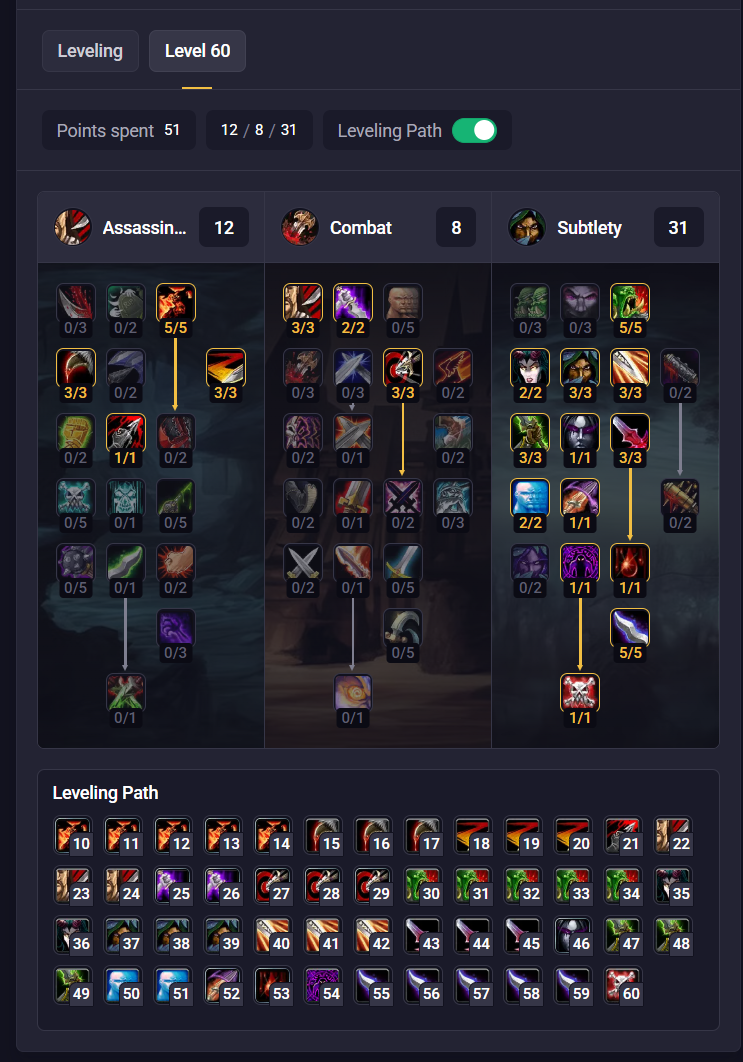 Leveling Level 60
Points spent 51 12 / 8 / 31 Leveling Path
Assassin... 12 Combat 8 Subtlety 31
0/3 0/2 5/5 3/3 2/2 0/5 0/3 0/3 5/5
3/3 0/2 3/3 0/3 0/3 3/3 0/2 2/2 3/3 3/3 0/2
0/2 1/1 0/2 0/2 0/1 0/2 3/3 1/1 3/3
0/5 0/1 0/5 0/2 0/1 0/2 0/3 2/2 1/1 0/2
0/5 0/1 0/2 0/2 0/1 0/5 0/2 1/1 1/1
0/3 0/5 5/5
0/1 0/1 1/1
Leveling Path
10 11 12 13 14 15 16 17 18 19 20 21 22
23 24 25 26 27 28 29 30 31 32 33 34 35
36 37 38 39 40 41 42 43 44 45 46 47 48
49 50 51 52 53 54 55 56 57 58 59 60